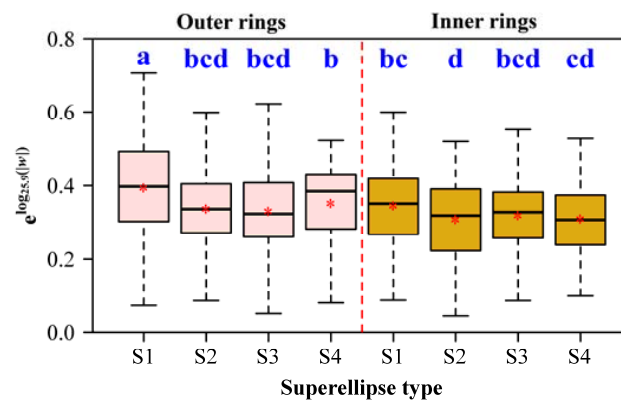 Outer rings Inner rings
0.8
a bcd bcd b bc d bcd cd
0.6
0.4
0.2
0.0
e^log25.9(|w|)
S1 S2 S3 S4 S1 S2 S3 S4
Superellipse type